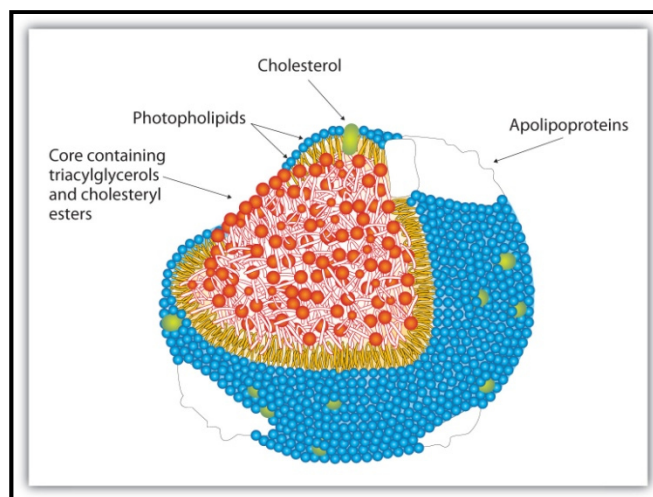 Cholesterol
Photopholipids
Apolipoproteins
Core containing
triacylglycerols
and cholesteryl
esters